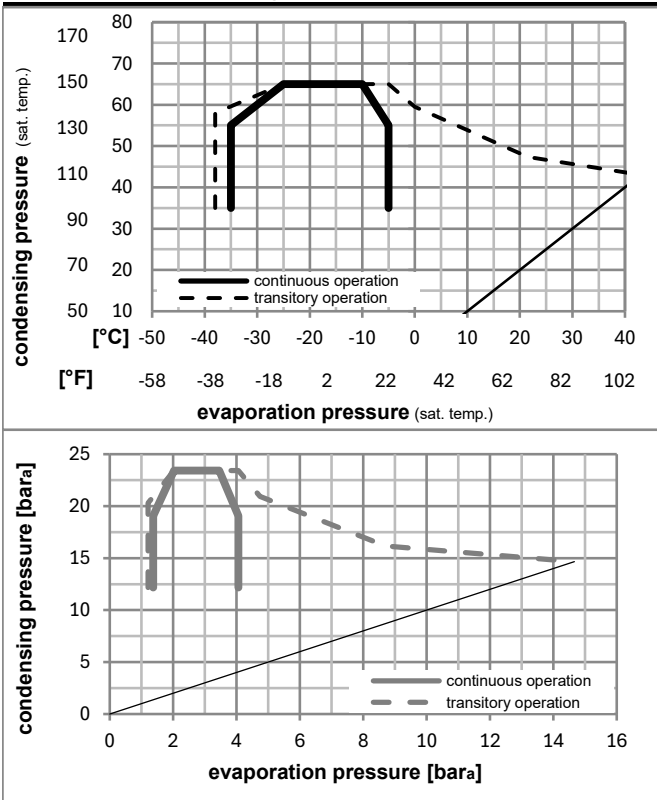 170 80
70
150 60
130 50
110 40
90 30
70 20
50 10
condensing pressure (sat. temp.)
continuous operation
transitory operation
[°C] -50 -40 -30 -20 -10 0 10 20 30 40
[°F] -58 -38 -18 2 22 42 62 82 102
evaporation pressure (sat. temp.)
25
20
15
10
5
0
condensing pressure [bara]
continuous operation
transitory operation
0 2 4 6 8 10 12 14 16
evaporation pressure [bara]